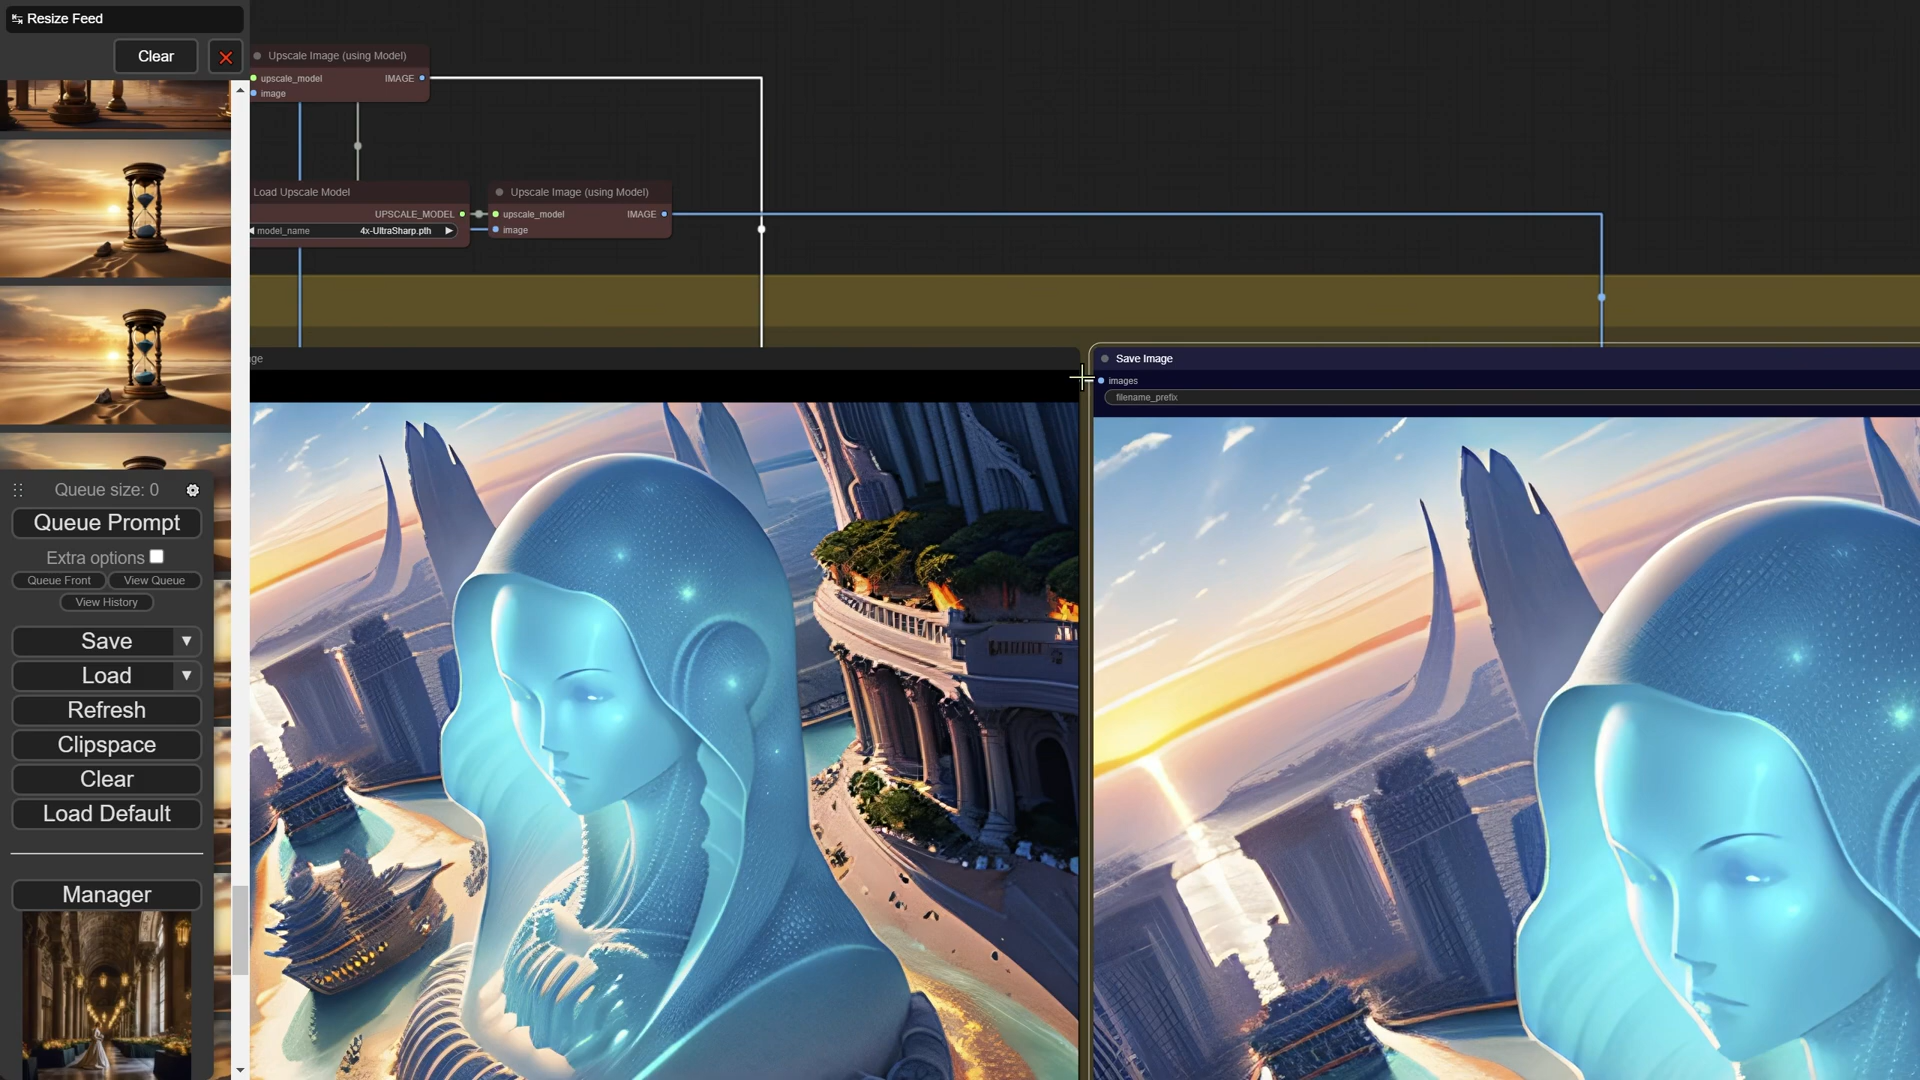 Resize Feed
Clear
Upscale Image (using Model)
upscale_model IMAGE
image
Load Upscale Model
UPSCALE_MODEL
model_name 4x-UltraSharp.pth
Upscale Image (using Model)
upscale_model IMAGE
image
ge
Save Image
images
filename_prefix
Queue size: 0
Queue Prompt
Extra options
Queue Front View Queue
View History
Save
Load
Refresh
Clipspace
Clear
Load Default
Manager